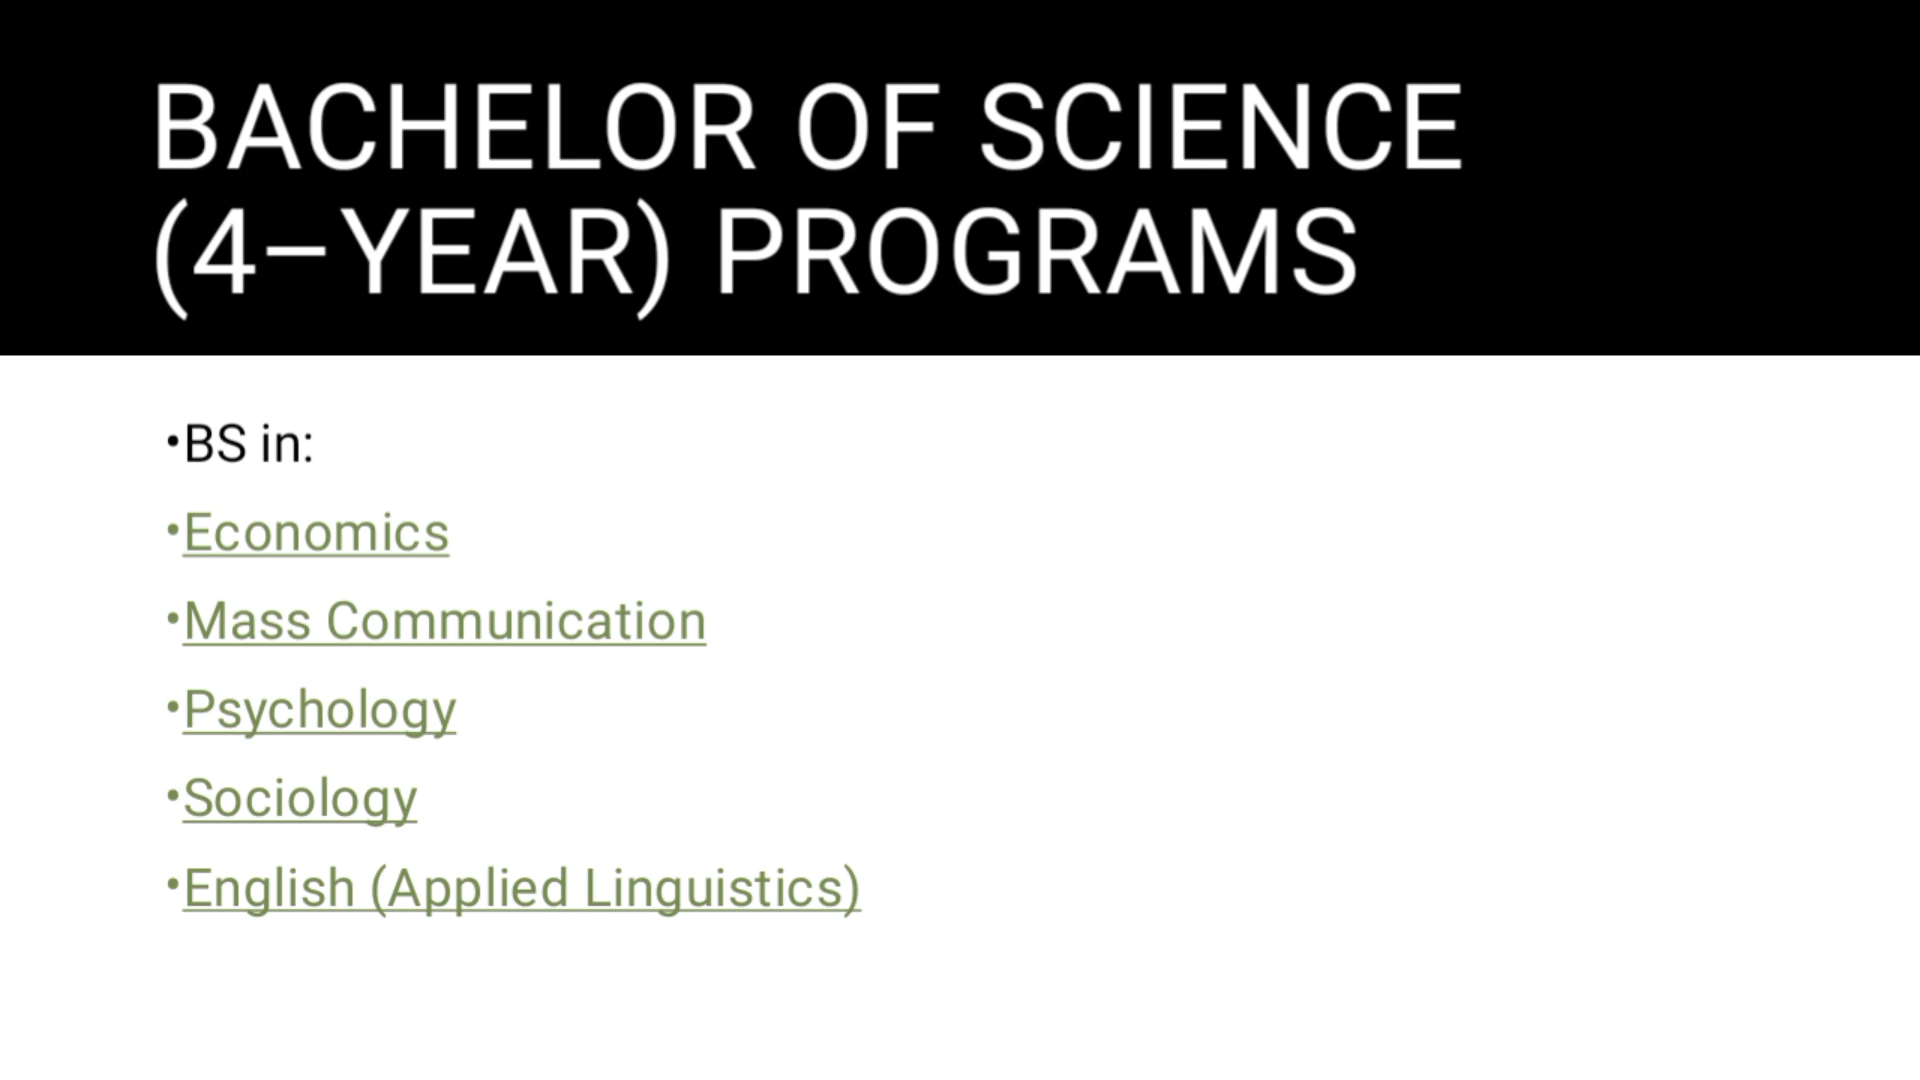 BACHELOR OF SCIENCE
(4–YEAR) PROGRAMS
•BS in:
•Economics
•Mass Communication
•Psychology
•Sociology
•English (Applied Linguistics)